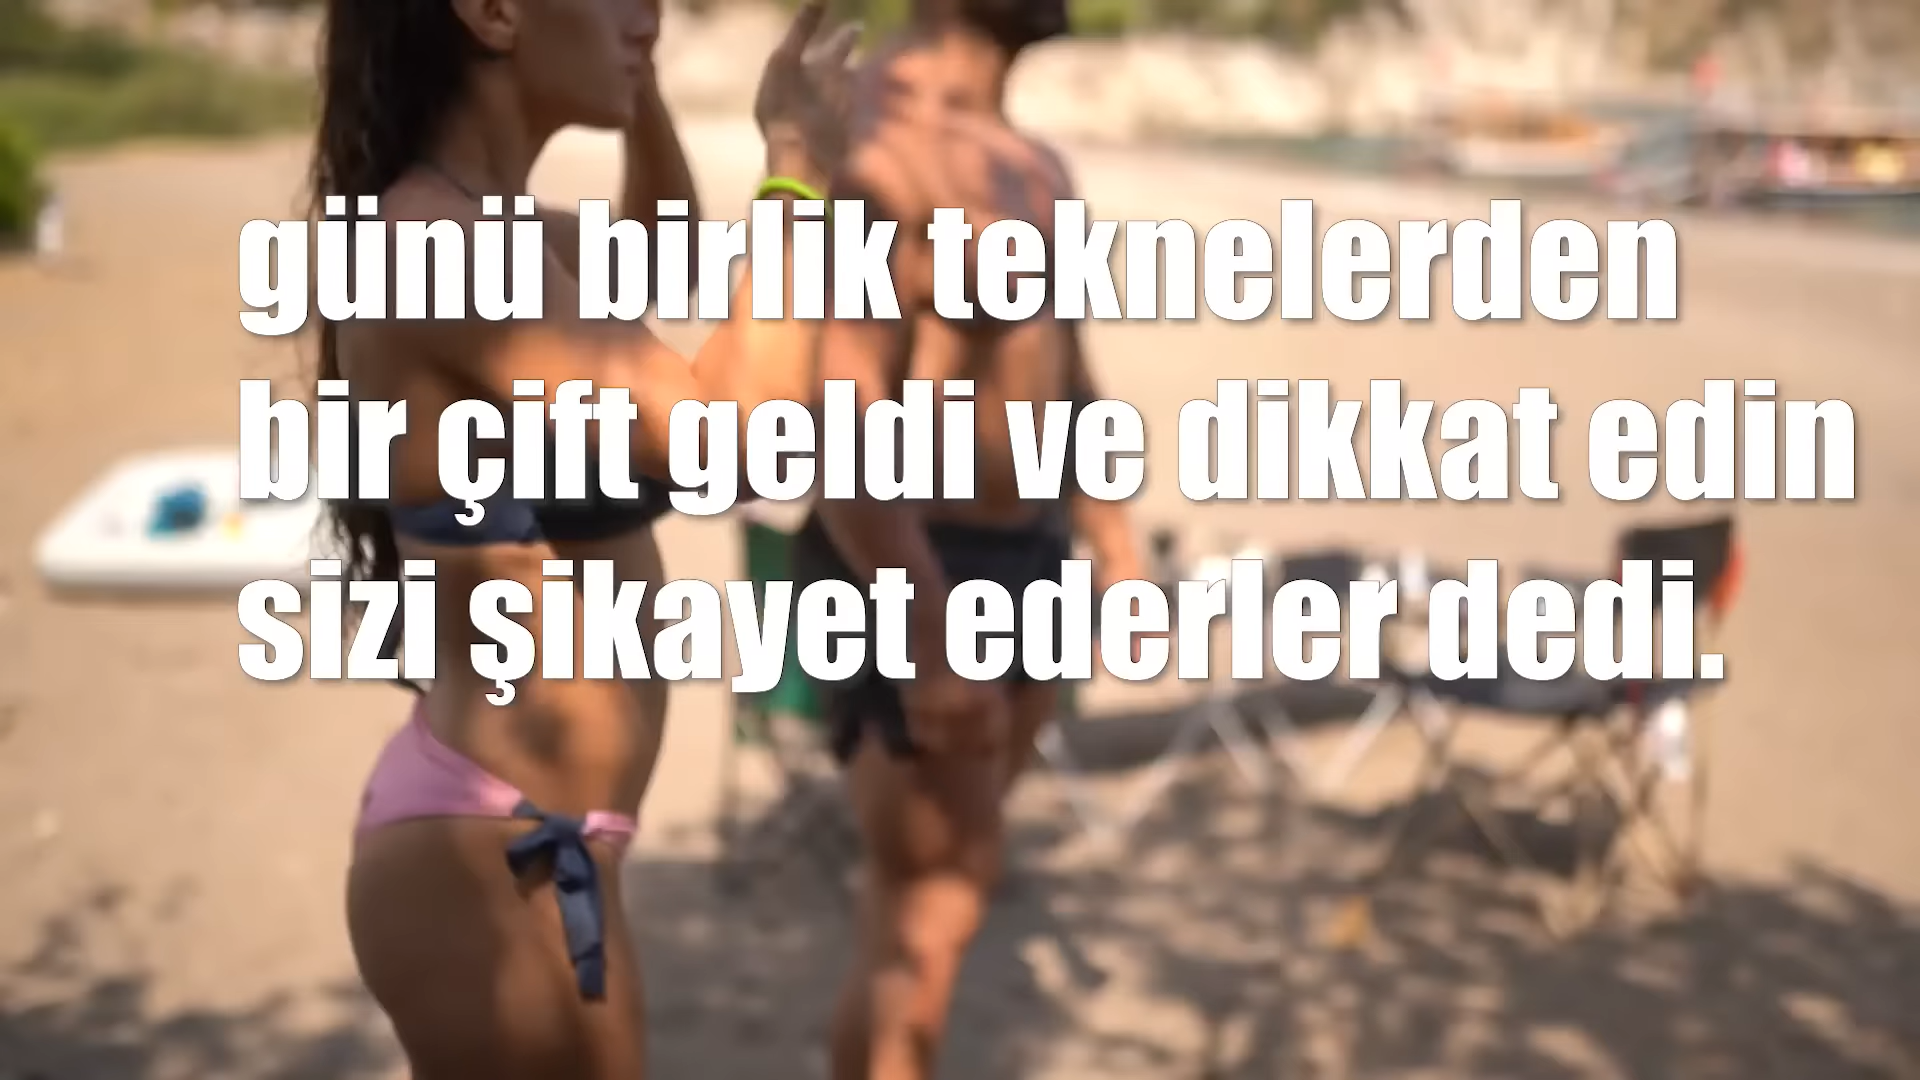 günü birlik teknelerden
bir çift geldi ve dikkat edin
sizi şikayet ederler dedi.